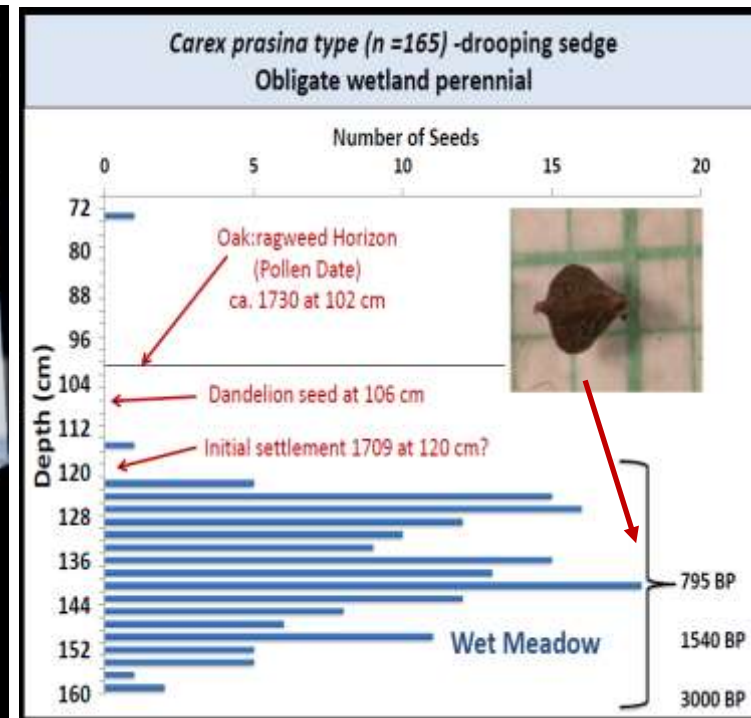 Carex prasina type (n =165) -drooping sedge
Obligate wetland perennial
Number of Seeds
0 5 10 15 20
Depth (cm)
72
80
88
96
104
112
120
128
136
144
152
160
Oak:ragweed Horizon
(Pollen Date)
ca. 1730 at 102 cm
Dandelion seed at 106 cm
Initial settlement 1709 at 120 cm?
795 BP
Wet Meadow
1540 BP
3000 BP